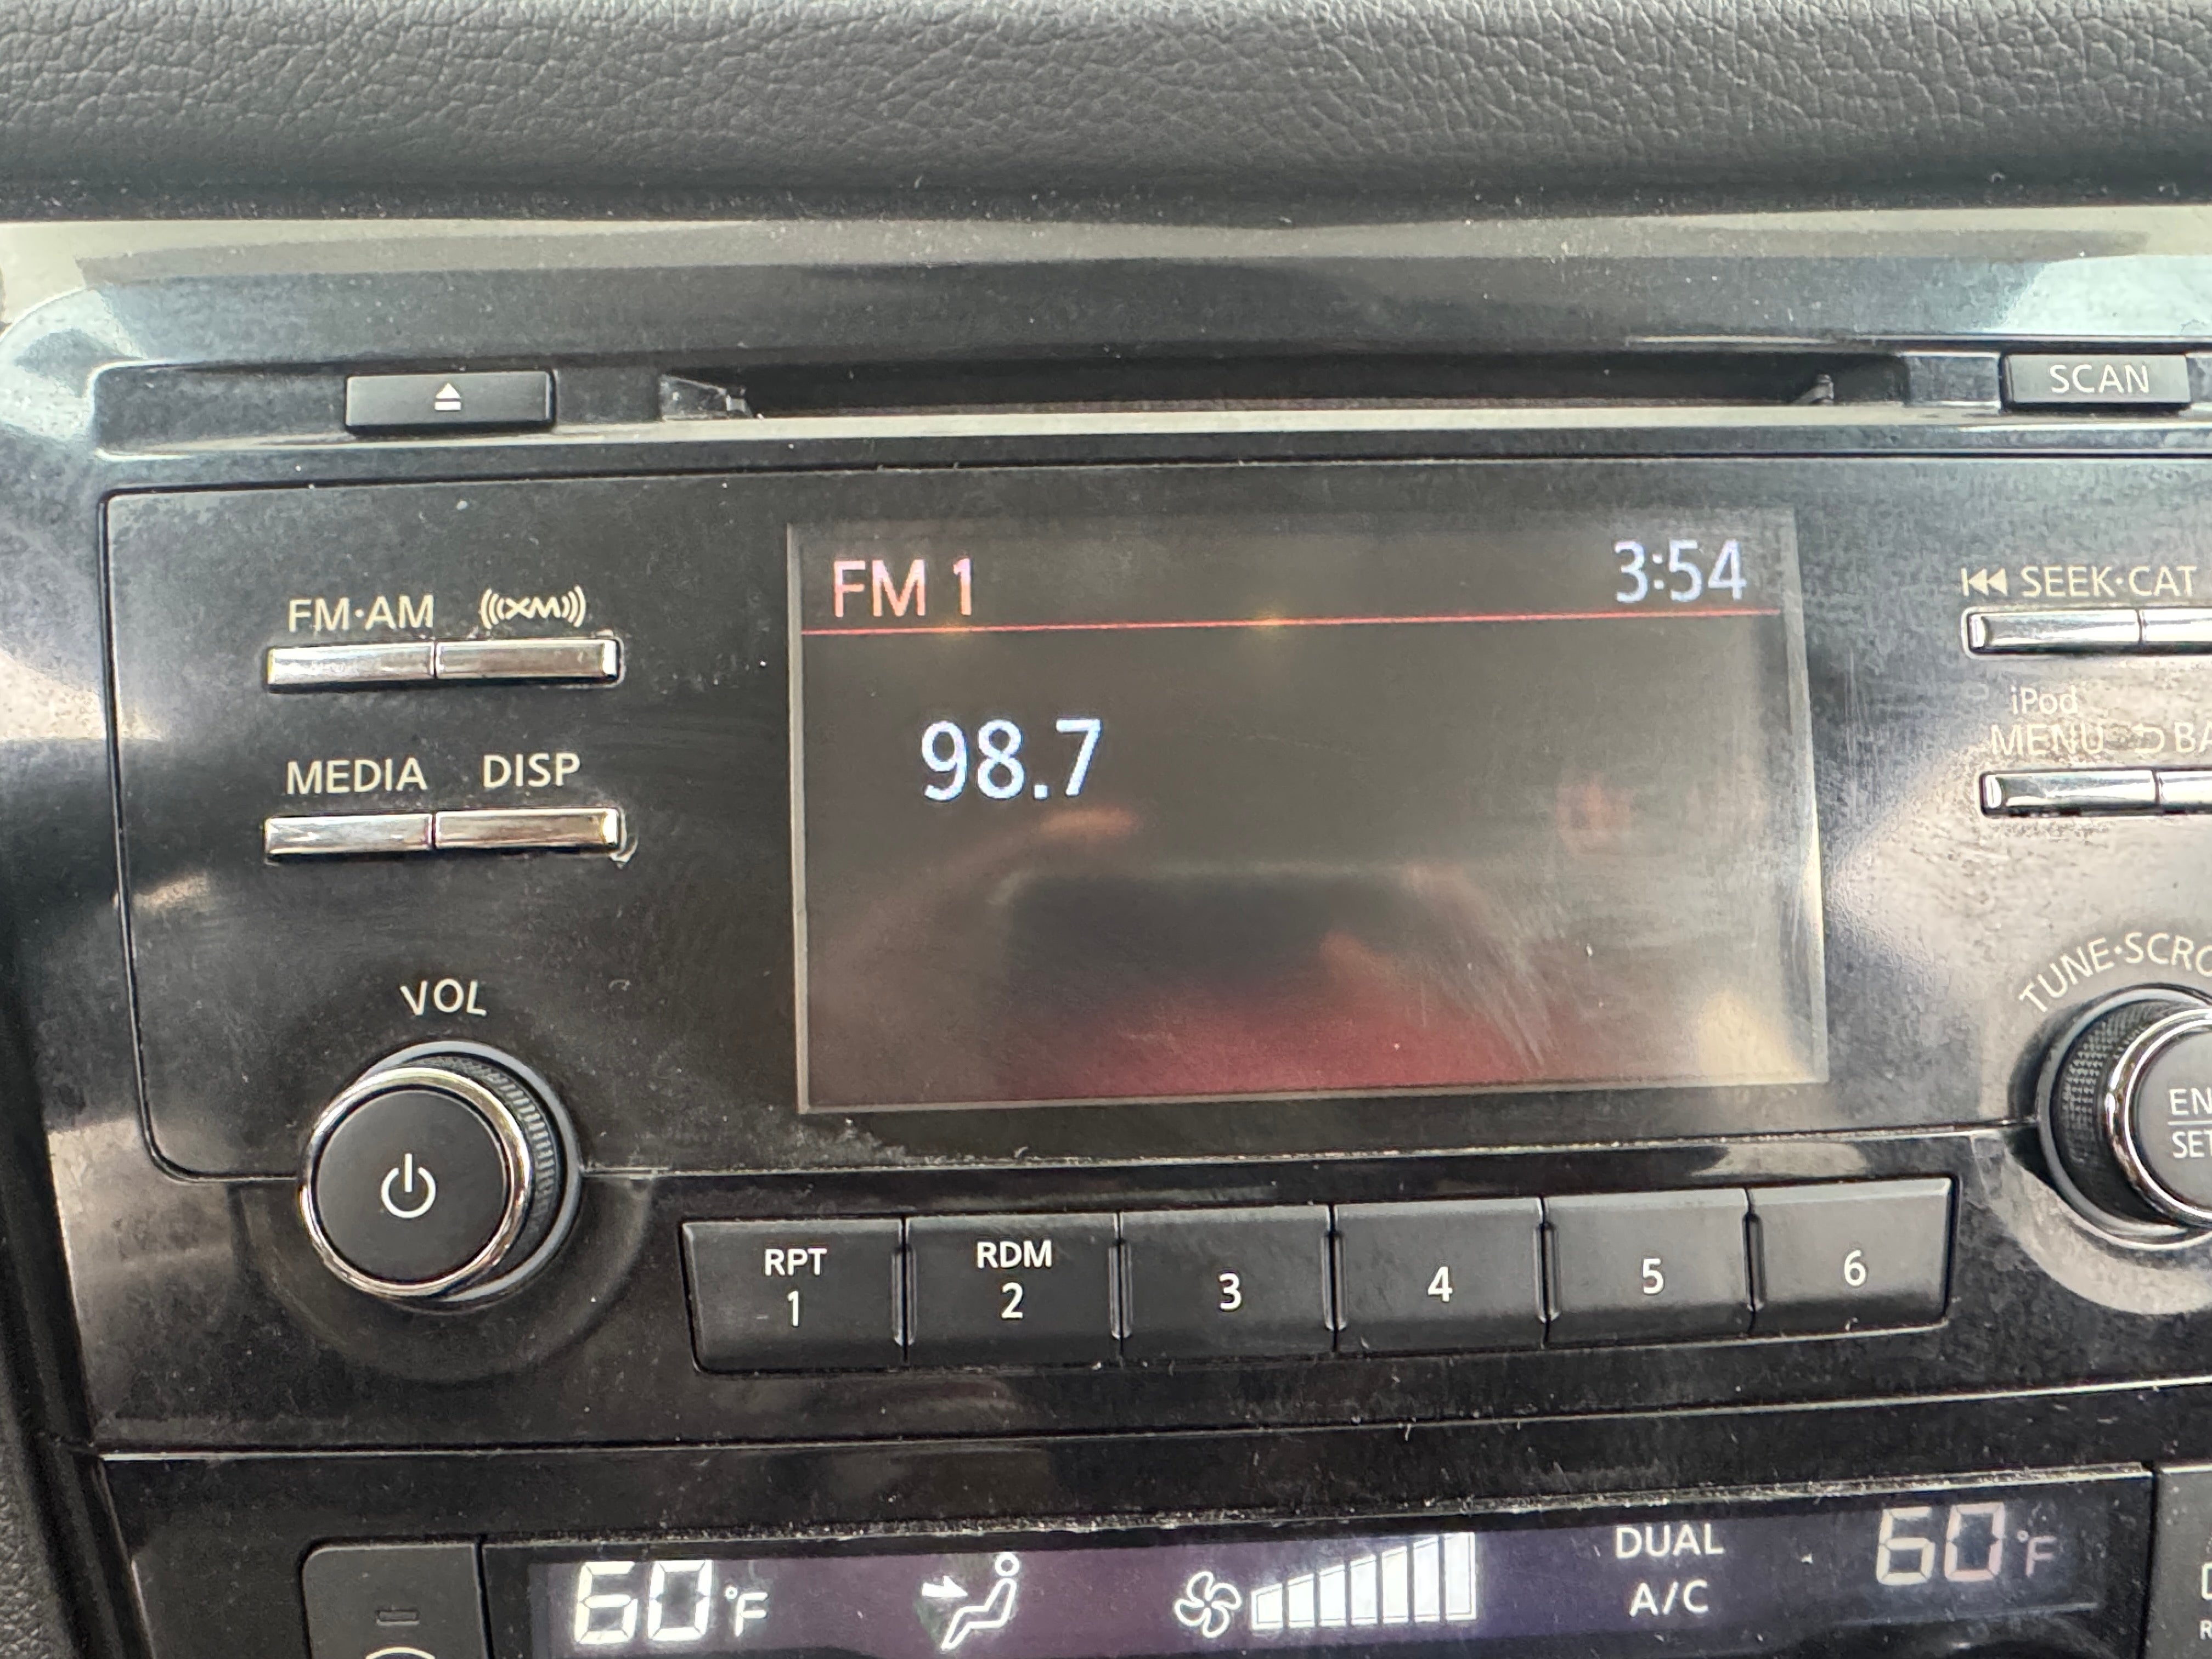 SCAN
FM 1 3:54
FM·AM XM
SEEK·CAT
98.7
iPod
MENU
MEDIA DISP
VOL
RPT
1
RDM
2
3
4
5
6
60°F
DUAL
A/C
60°F